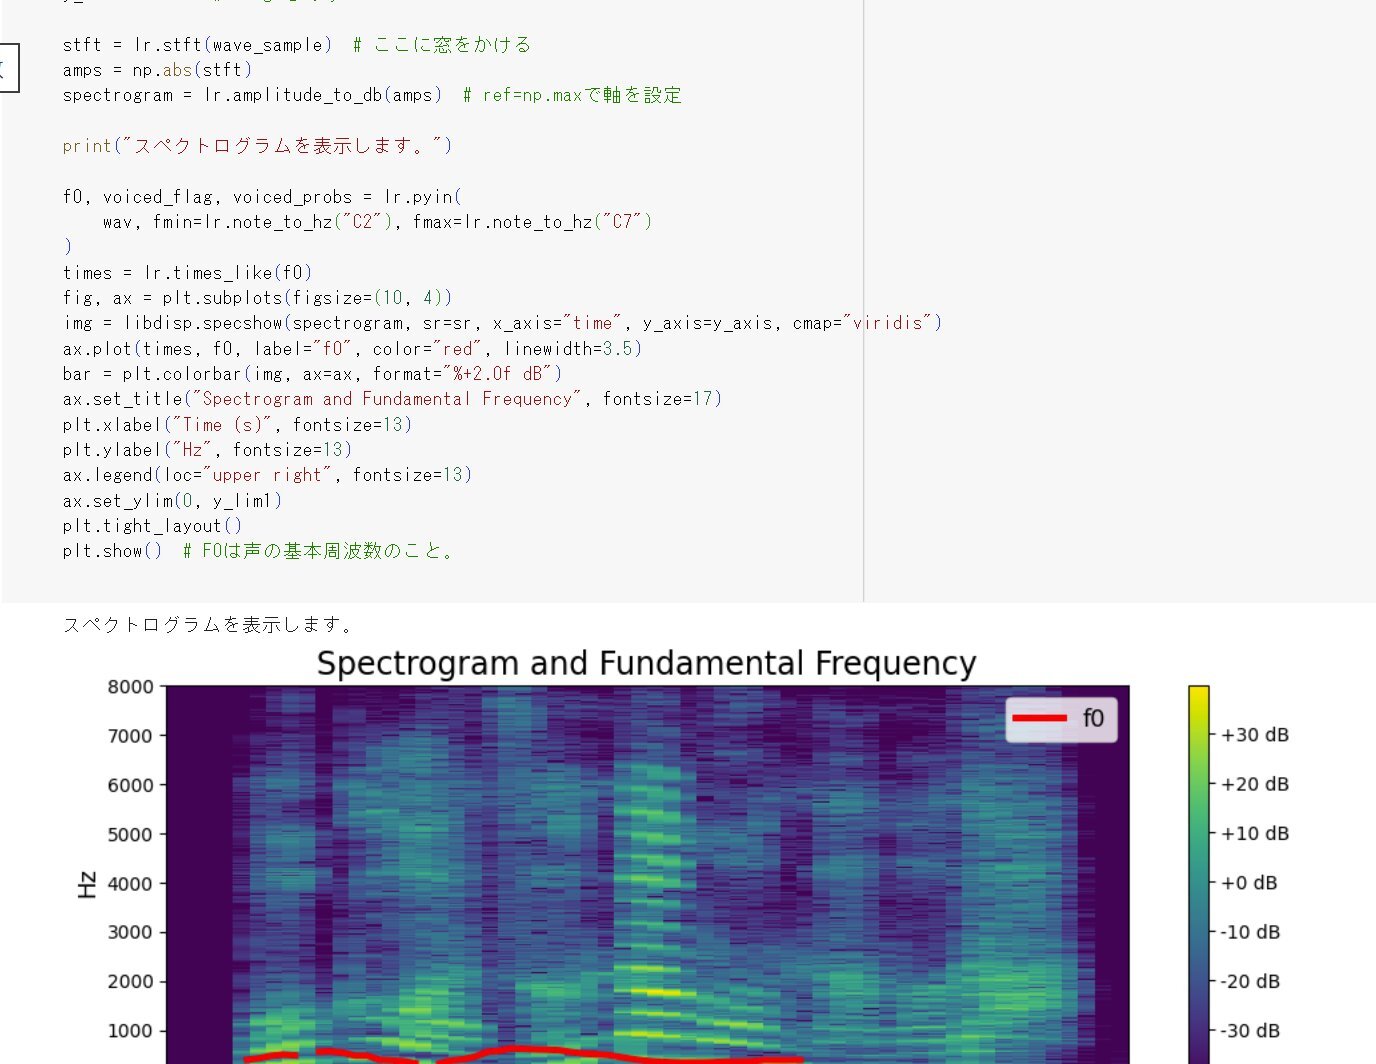 stft = lr.stft(wave_sample)  # ここに窓をかける
amps = np.abs(stft)
spectrogram = lr.amplitude_to_db(amps)  # ref=np.maxで軸を設定
print("スペクトログラムを表示します。")
f0, voiced_flag, voiced_probs = lr.pyin(
    wav, fmin=lr.note_to_hz("C2"), fmax=lr.note_to_hz("C7")
)
times = lr.times_like(f0)
fig, ax = plt.subplots(figsize=(10, 4))
img = libdisp.specshow(spectrogram, sr=sr, x_axis="time", y_axis=y_axis, cmap="viridis")
ax.plot(times, f0, label="f0", color="red", linewidth=3.5)
bar = plt.colorbar(img, ax=ax, format="%+2.0f dB")
ax.set_title("Spectrogram and Fundamental Frequency", fontsize=17)
plt.xlabel("Time (s)", fontsize=13)
plt.ylabel("Hz", fontsize=13)
ax.legend(loc="upper right", fontsize=13)
ax.set_ylim(0, y_lim1)
plt.tight_layout()
plt.show()  # F0は声の基本周波数のこと。
スペクトログラムを表示します。
Spectrogram and Fundamental Frequency
8000
7000
6000
5000
4000
3000
2000
1000
Hz
f0
+30 dB
+20 dB
+10 dB
+0 dB
-10 dB
-20 dB
-30 dB